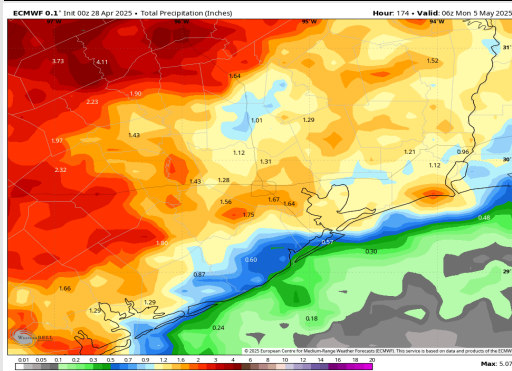 ECMWF 0.1° Init 00z 28 Apr 2025 • Total Precipitation (Inches)
Hour: 174 • Valid: 06z Mon 5 May 2025
95°W 94°W
31°
3.73 4.11 1.64 1.52
2.23 1.90
1.01 1.29
1.97 1.43
1.12 1.21 0.96
1.31 1.12 30°
2.32
1.43 1.28
1.56 1.67 1.64
1.75 0.48
1.90 0.57
0.60 0.30
0.87 29°
1.66 1.29
1.29
0.18
0.24
WeatherBELL
© 2025 European Centre for Medium-Range Weather Forecasts (ECMWF). This service is based on data and products of the ECMWF
0.01 0.05 0.1 0.2 0.3 0.5 0.7 0.9 1.2 1.6 2 3 4 6 8 10 12 14 16 18 20
Max: 5.07